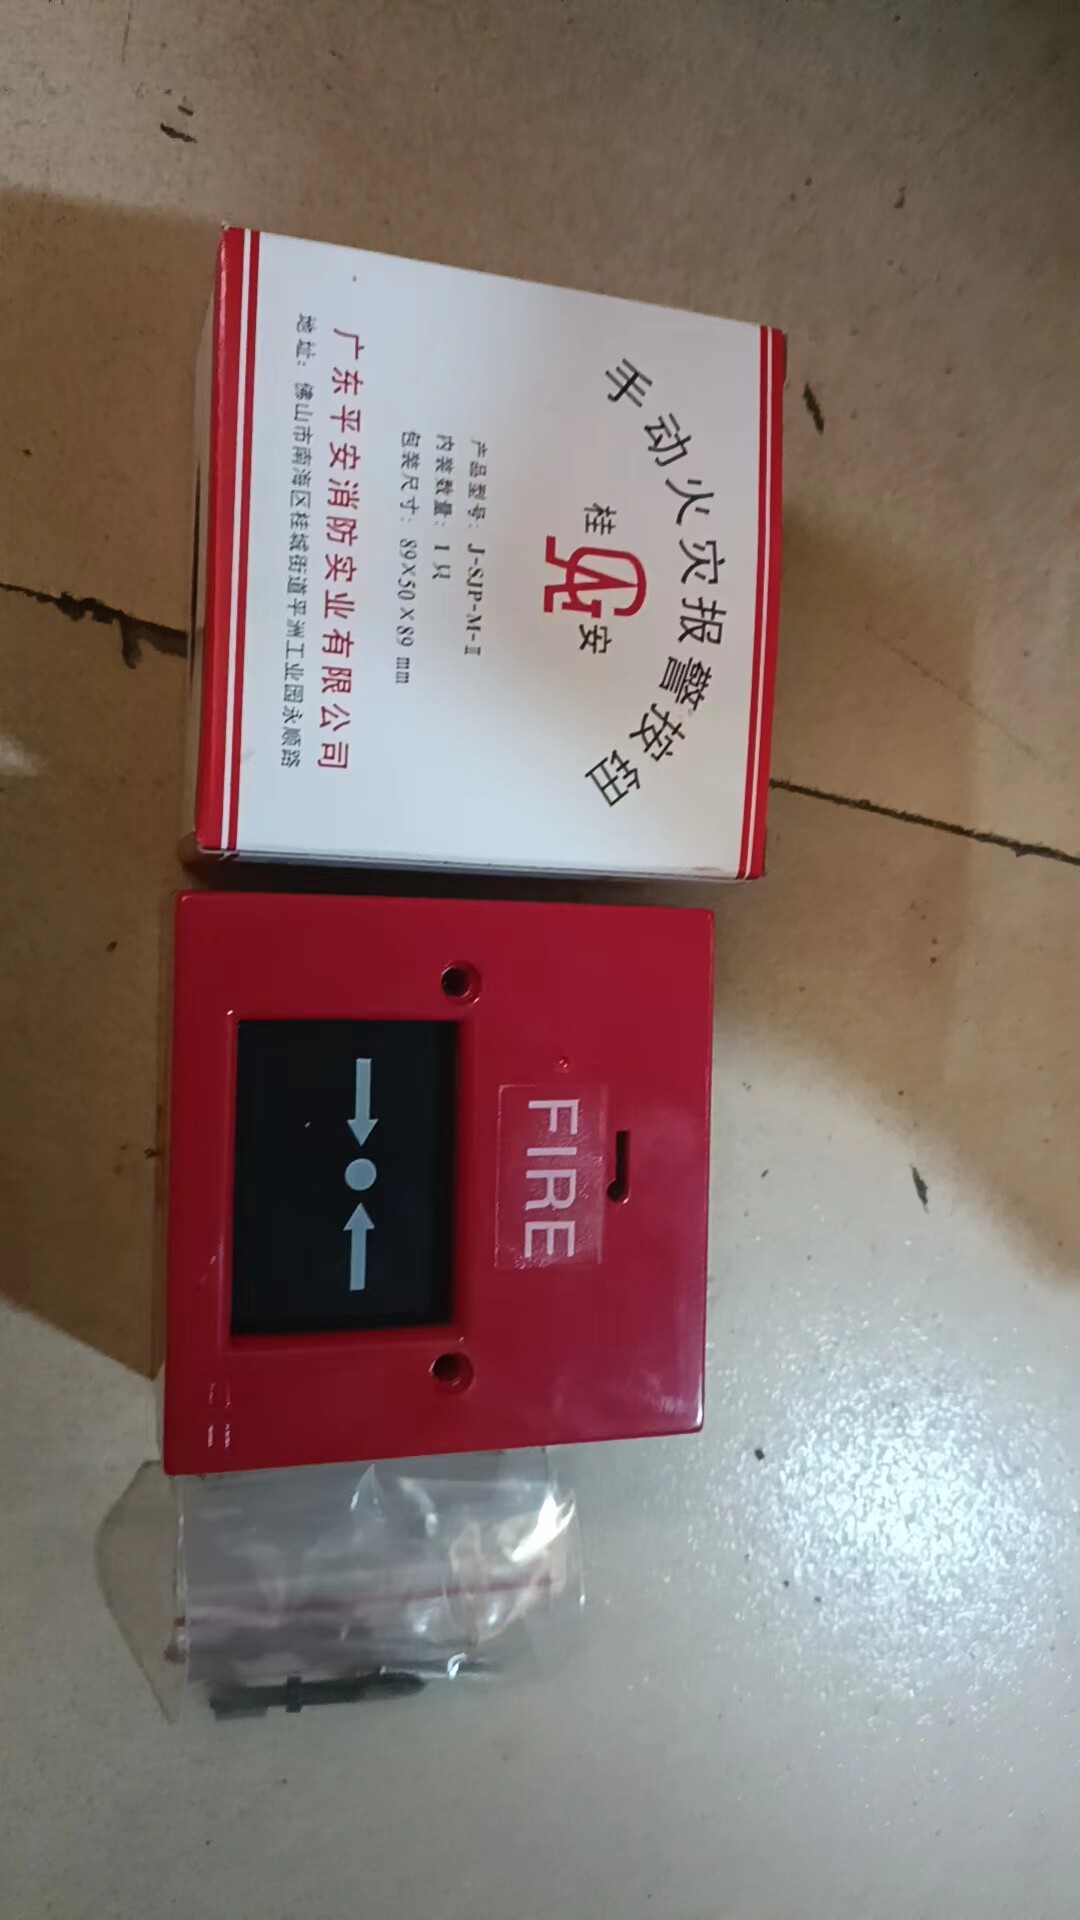 手动火灾报警按钮
桂 安
产品型号：J-SJP-M-Ⅱ
内装数量：1只
包装尺寸：89×50×89 mm
广东平安消防实业有限公司
地址：佛山市南海区桂城街道平洲工业园永顺路
FIRE